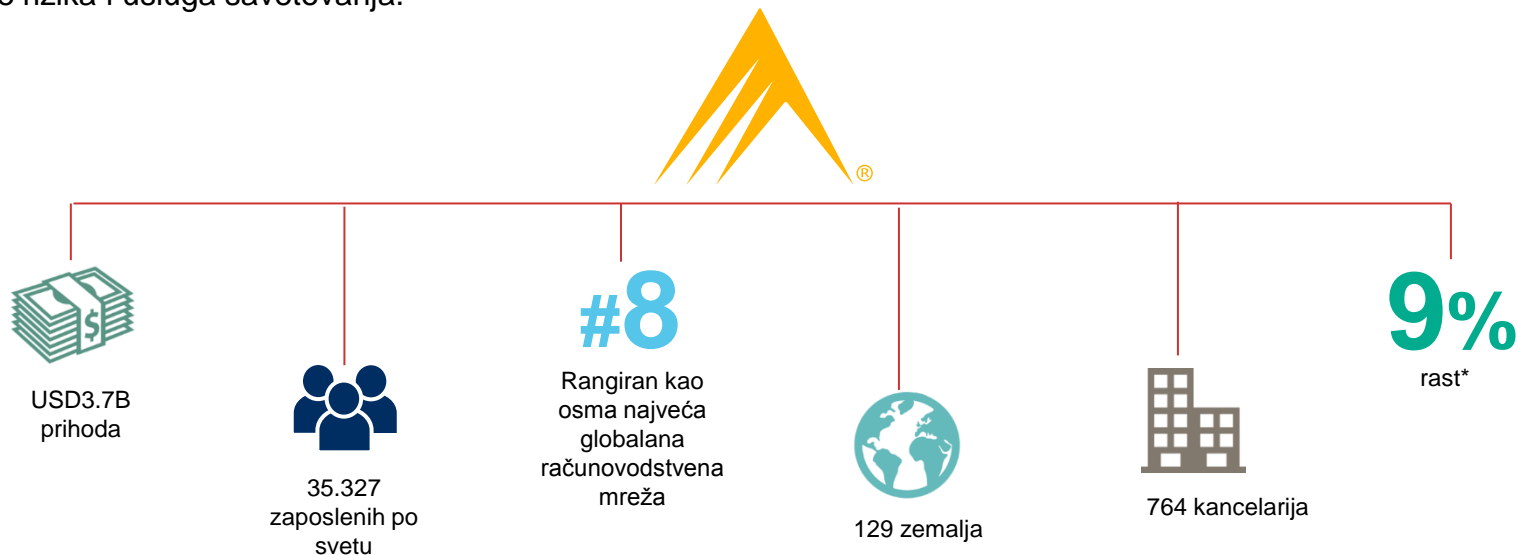 rizika i usluga savetovanja.
®
$
USD3.7B
prihoda
35.327
zaposlenih po
svetu
#8
Rangiran kao
osma najveća
globalana
računovodstvena
mreža
129 zemalja
764 kancelarija
9%
rast*